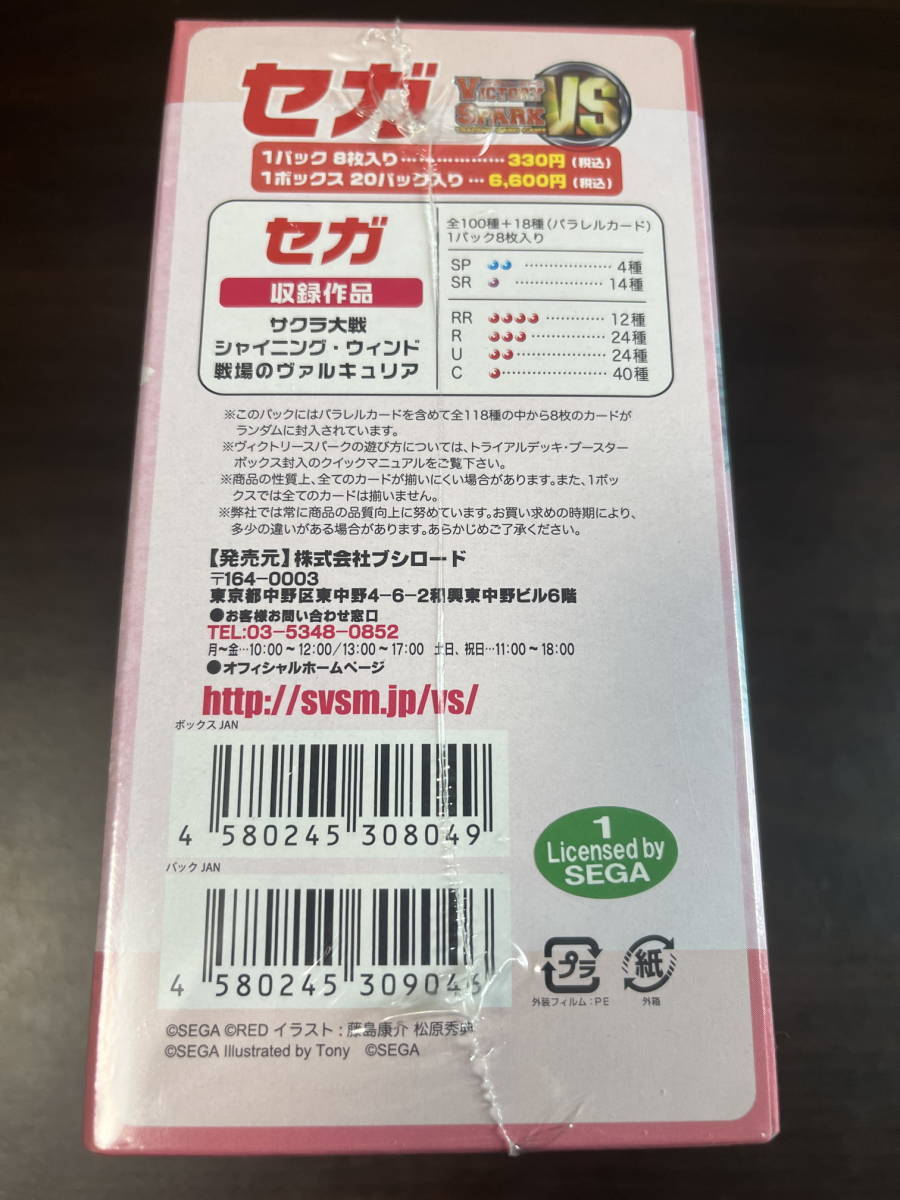 セガ VICTORY SPARK VS
1パック 8枚入り………………330円(税込)
1ボックス 20パック入り…6,600円(税込)
セガ
収録作品
サクラ大戦
シャイニング・ウィンド
戦場のヴァルキュリア
全100種+18種(パラレルカード)
1パック8枚入り
SP ………………… 4種
SR ………………… 14種
RR ………… 12種
R ……………… 24種
U ……………… 24種
C ………………… 40種
※このパックにはパラレルカードを含めて全118種の中から8枚のカードが
ランダムに封入されています。
※ヴィクトリースパークの遊び方については、トライアルデッキ・ブースター
ボックス封入のクイックマニュアルをご覧下さい。
※商品の性質上、全てのカードが揃いにくい場合があります。また、1ボッ
クスでは全てのカードは揃いません。
※弊社では常に商品の品質向上に努めています。お買い求めの時期により、
多少の違いがある場合があります。あらかじめご了承ください。
【発売元】株式会社ブシロード
〒164-0003
東京都中野区東中野4-6-2和興東中野ビル6階
●お客様お問い合わせ窓口
TEL:03-5348-0852
月~金…10:00~12:00/13:00~17:00 土日、祝日…11:00~18:00
●オフィシャルホームページ
http://svsm.jp/vs/
ボックス JAN
4 580245 308049
パック JAN
4 580245 309046
1
Licensed by
SEGA
プラ
外装フィルム:PE
紙
外箱
©SEGA ©RED イラスト:藤島康介 松原秀典
©SEGA Illustrated by Tony ©SEGA